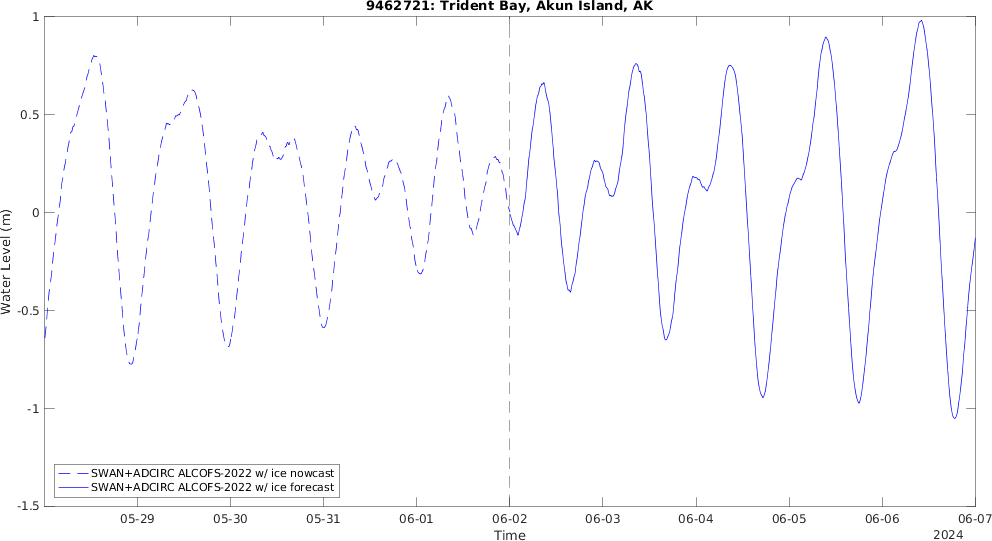 9462721: Trident Bay, Akun Island, AK
1
0.5
0
-0.5
-1
-1.5
Water Level (m)
SWAN+ADCIRC ALCOFS-2022 w/ ice nowcast
SWAN+ADCIRC ALCOFS-2022 w/ ice forecast
05-29 05-30 05-31 06-01 06-02 06-03 06-04 06-05 06-06 06-07
Time
2024